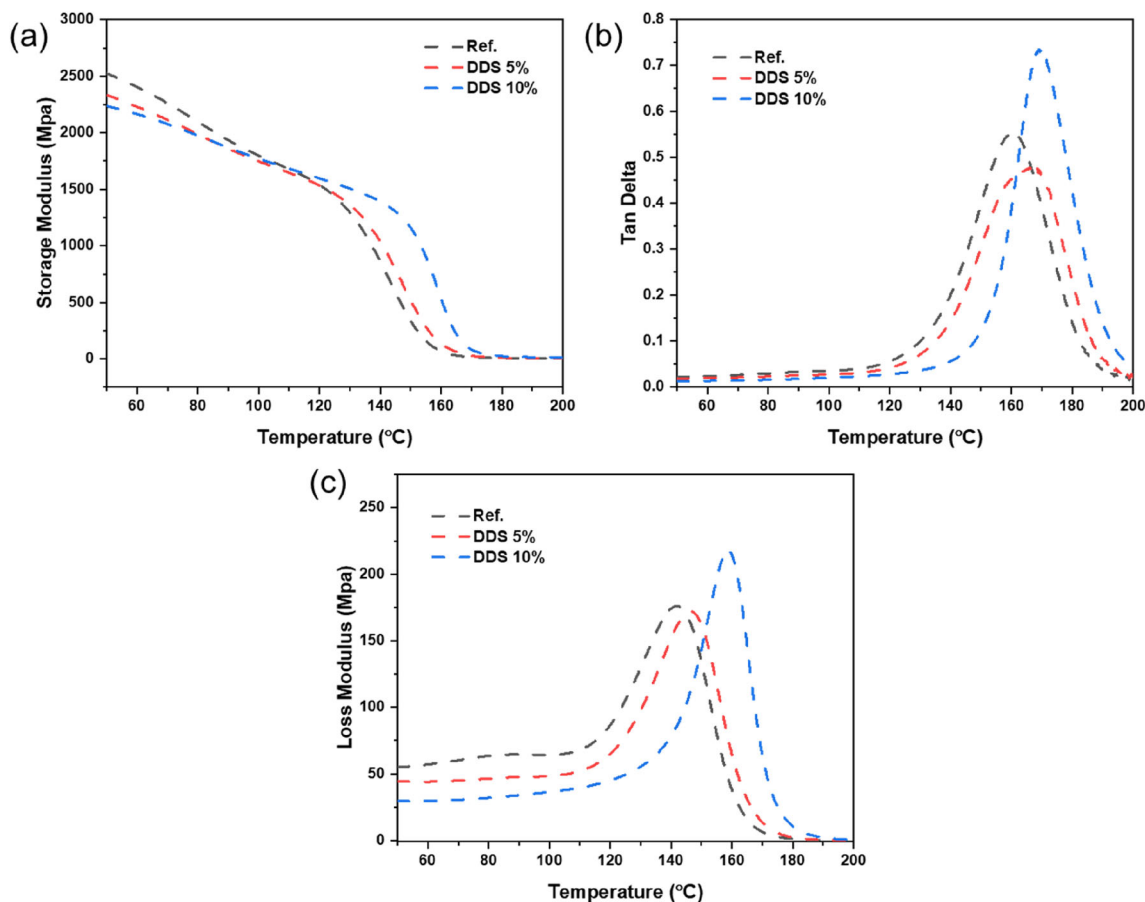 (a)
3000
2500
2000
1500
1000
500
0
Storage Modulus (Mpa)
Ref.
DDS 5%
DDS 10%
60 80 100 120 140 160 180 200
Temperature (°C)
(b)
0.8
0.7
0.6
0.5
0.4
0.3
0.2
0.1
0.0
Tan Delta
Ref.
DDS 5%
DDS 10%
60 80 100 120 140 160 180 200
Temperature (°C)
(c)
250
200
150
100
50
0
Loss Modulus (Mpa)
Ref.
DDS 5%
DDS 10%
60 80 100 120 140 160 180 200
Temperature (°C)